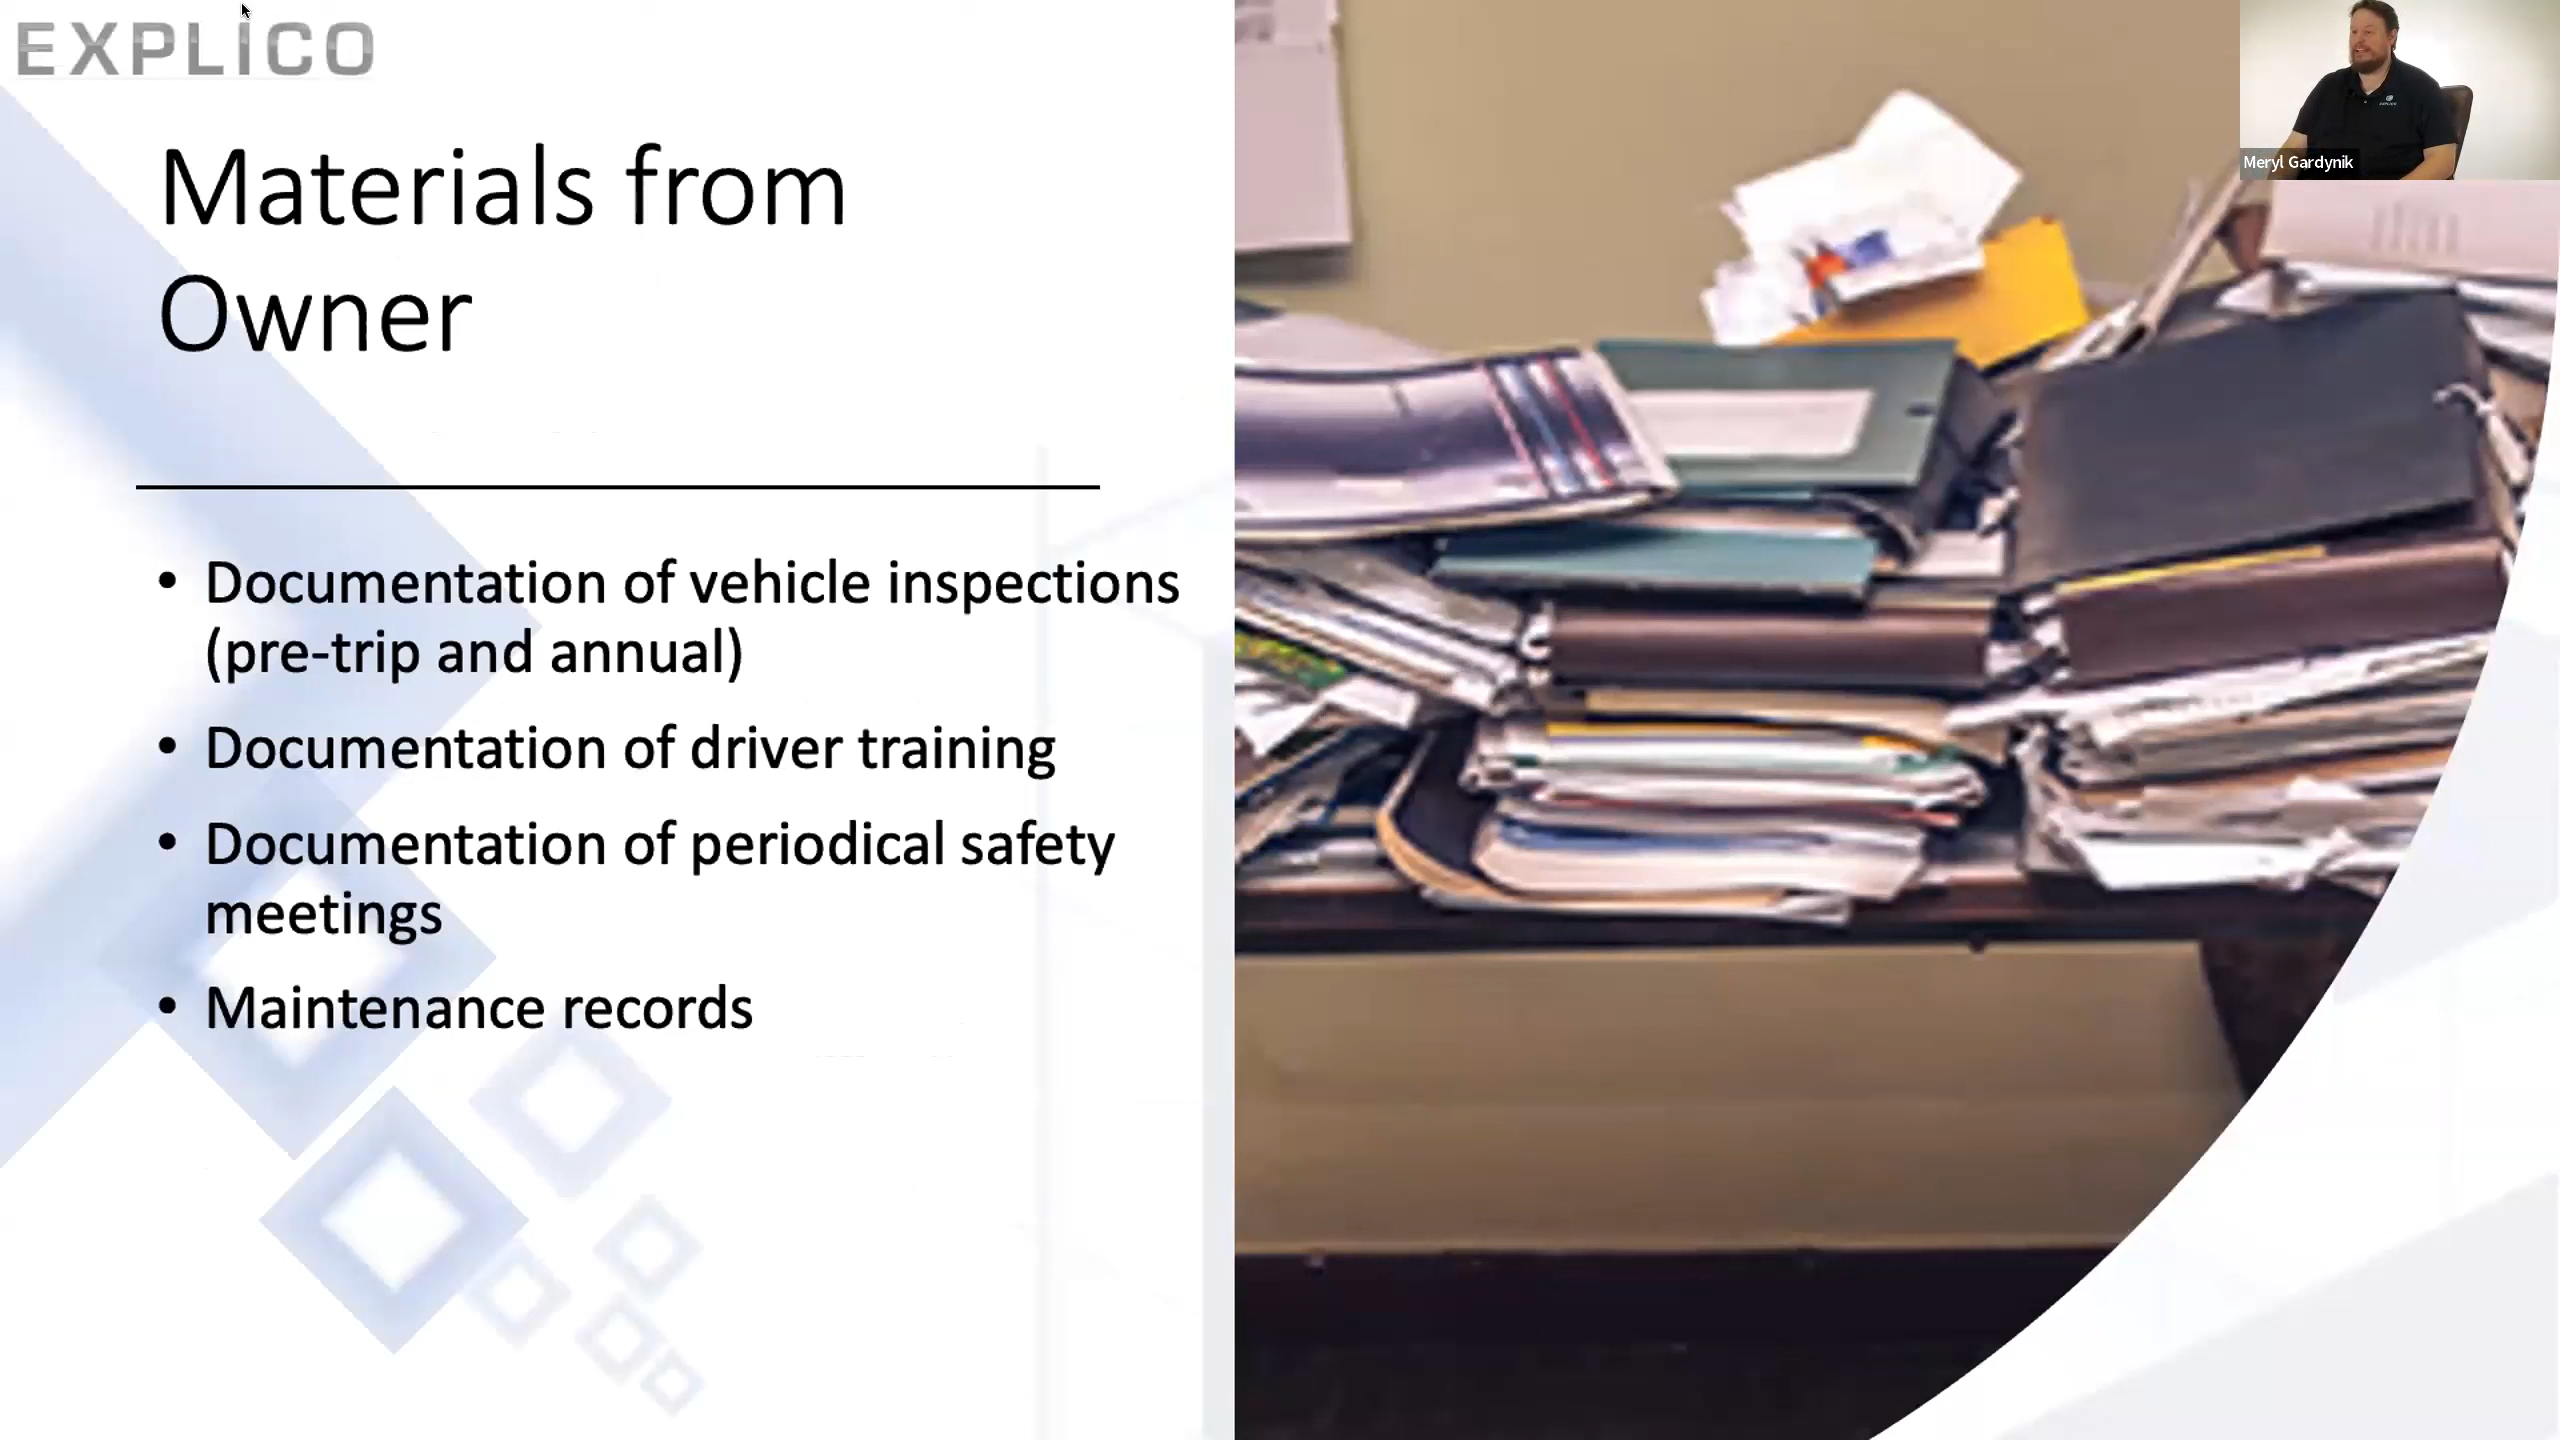 EXPLICO
Materials from
Owner
• Documentation of vehicle inspections
(pre-trip and annual)
• Documentation of driver training
• Documentation of periodical safety
meetings
• Maintenance records
Meryl Gardynik
EXPLICO